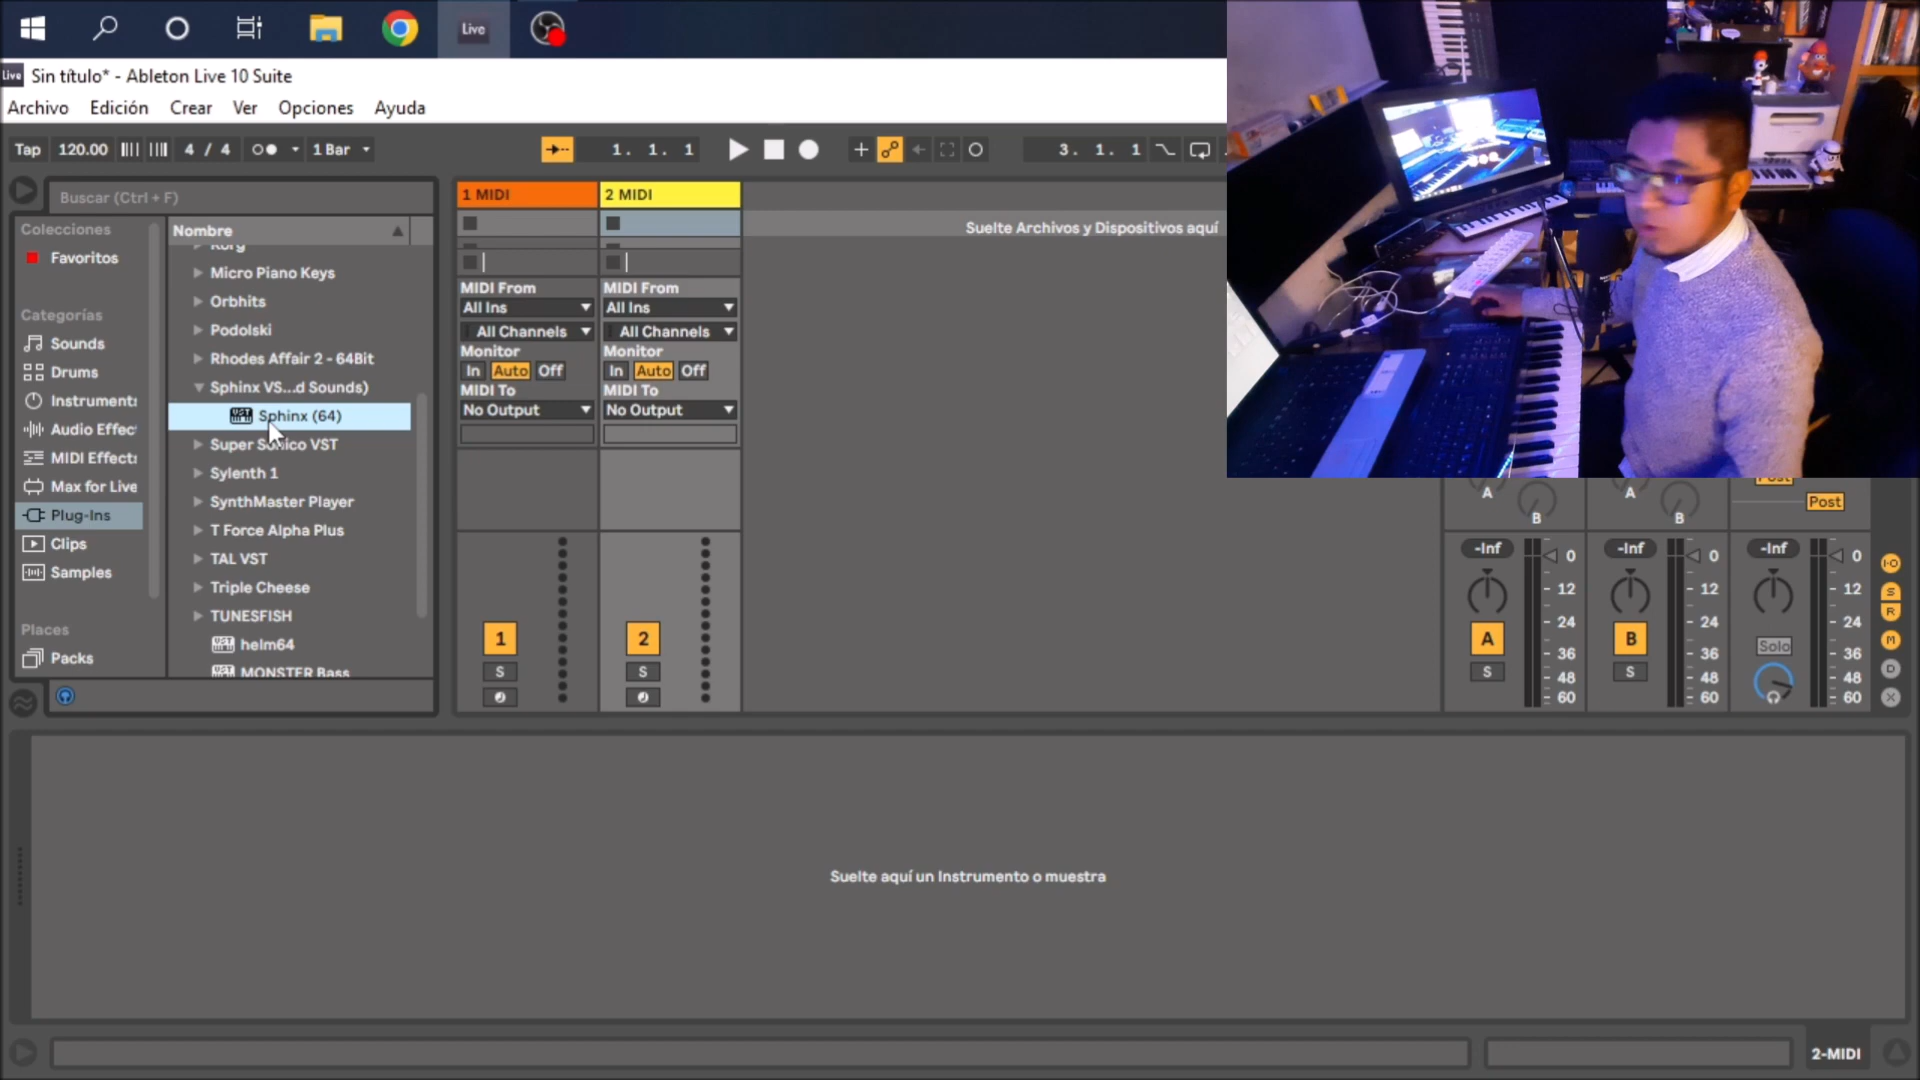 Live
Live Sin título* - Ableton Live 10 Suite
Archivo Edición Crear Ver Opciones Ayuda
Tap 120.00 4 / 4 1 Bar 1. 1. 1 3. 1. 1
Buscar (Ctrl + F)
Colecciones
Favoritos
Categorías
Sounds
Drums
Instrument
Audio Effec
MIDI Effect
Max for Live
Plug-Ins
Clips
Samples
Places
Packs
Nombre
Korg
Micro Piano Keys
Orbhits
Podolski
Rhodes Affair 2 - 64Bit
Sphinx VS...d Sounds)
Sphinx (64)
Super Sonico VST
Sylenth 1
SynthMaster Player
T Force Alpha Plus
TAL VST
Triple Cheese
TUNESFISH
helm64
MONSTER Bass
1 MIDI 2 MIDI
Suelte Archivos y Dispositivos aquí
MIDI From MIDI From
All Ins All Ins
All Channels All Channels
Monitor Monitor
In Auto Off In Auto Off
MIDI To MIDI To
No Output No Output
1 2
S S
A A Post
B B Post
-Inf 0 -Inf 0 -Inf 0
12 12 12
24 24 24
A 36 B 36 Solo 36
S 48 S 48 48
60 60 60
I-O
S
R
M
D
X
Suelte aquí un Instrumento o muestra
2-MIDI